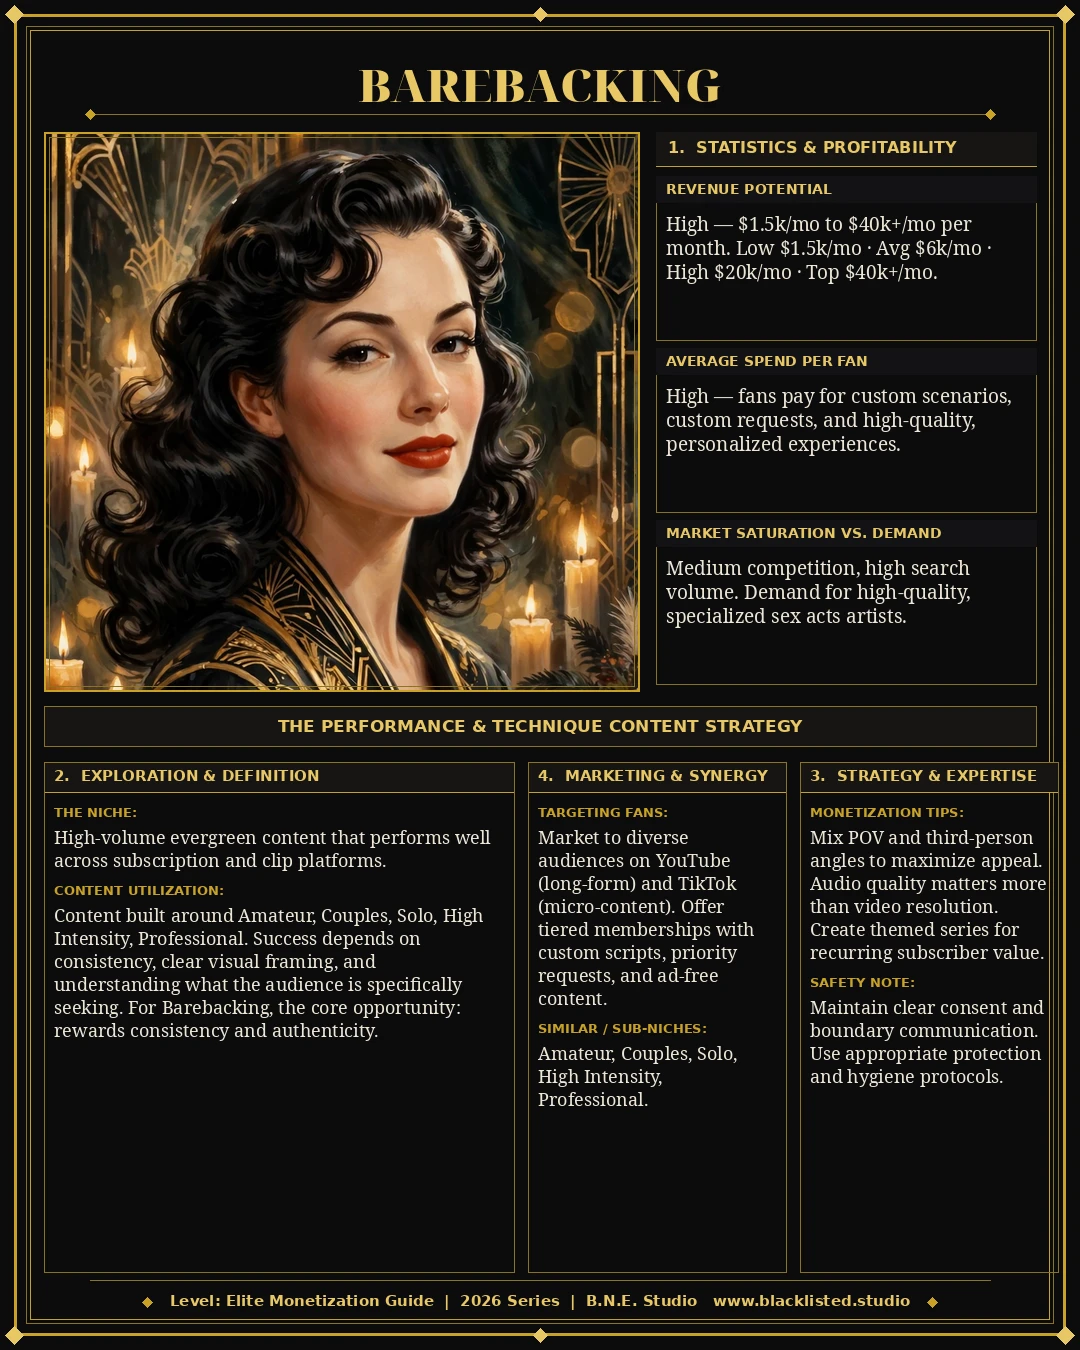 BAREBACKING
1. STATISTICS & PROFITABILITY
REVENUE POTENTIAL
High — $1.5k/mo to $40k+/mo per
month. Low $1.5k/mo · Avg $6k/mo ·
High $20k/mo · Top $40k+/mo.
AVERAGE SPEND PER FAN
High — fans pay for custom scenarios,
custom requests, and high-quality,
personalized experiences.
MARKET SATURATION VS. DEMAND
Medium competition, high search
volume. Demand for high-quality,
specialized sex acts artists.
THE PERFORMANCE & TECHNIQUE CONTENT STRATEGY
2. EXPLORATION & DEFINITION
THE NICHE:
High-volume evergreen content that performs well
across subscription and clip platforms.
CONTENT UTILIZATION:
Content built around Amateur, Couples, Solo, High
Intensity, Professional. Success depends on
consistency, clear visual framing, and
understanding what the audience is specifically
seeking. For Barebacking, the core opportunity:
rewards consistency and authenticity.
4. MARKETING & SYNERGY
TARGETING FANS:
Market to diverse
audiences on YouTube
(long-form) and TikTok
(micro-content). Offer
tiered memberships with
custom scripts, priority
requests, and ad-free
content.
SIMILAR / SUB-NICHES:
Amateur, Couples, Solo,
High Intensity,
Professional.
3. STRATEGY & EXPERTISE
MONETIZATION TIPS:
Mix POV and third-person
angles to maximize appeal.
Audio quality matters more
than video resolution.
Create themed series for
recurring subscriber value.
SAFETY NOTE:
Maintain clear consent and
boundary communication.
Use appropriate protection
and hygiene protocols.
Level: Elite Monetization Guide | 2026 Series | B.N.E. Studio www.blacklisted.studio